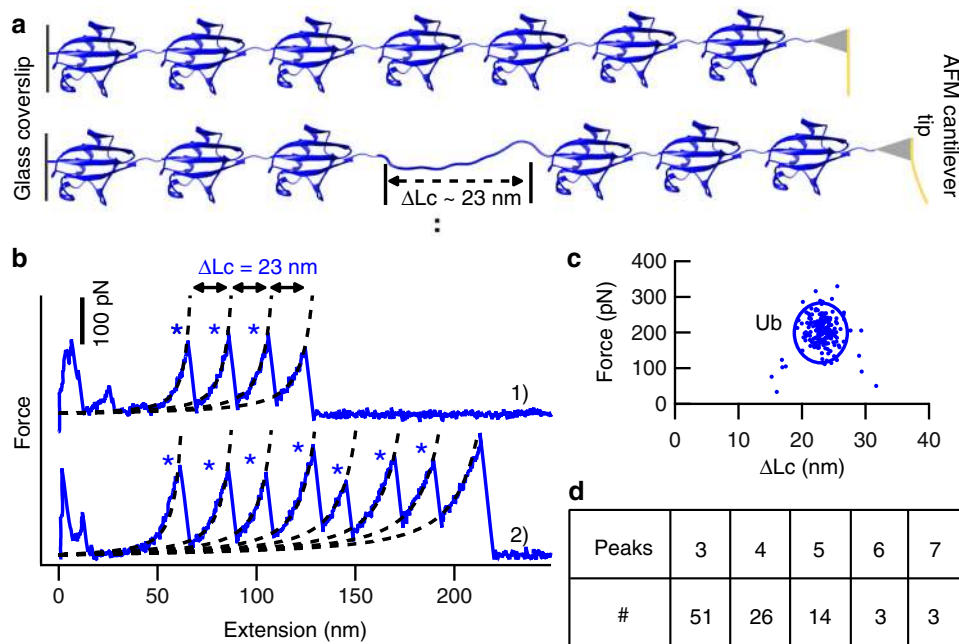 a
Glass coverslip
AFM cantilever
tip
ΔLc ~ 23 nm
b
ΔLc = 23 nm
100 pN
* * *
1)
* * * * * * *
2)
Force
0 50 100 150 200
Extension (nm)
c
400
300
200
100
0
Force (pN)
Ub
0 10 20 30 40
ΔLc (nm)
d
Peaks 3 4 5 6 7
# 51 26 14 3 3